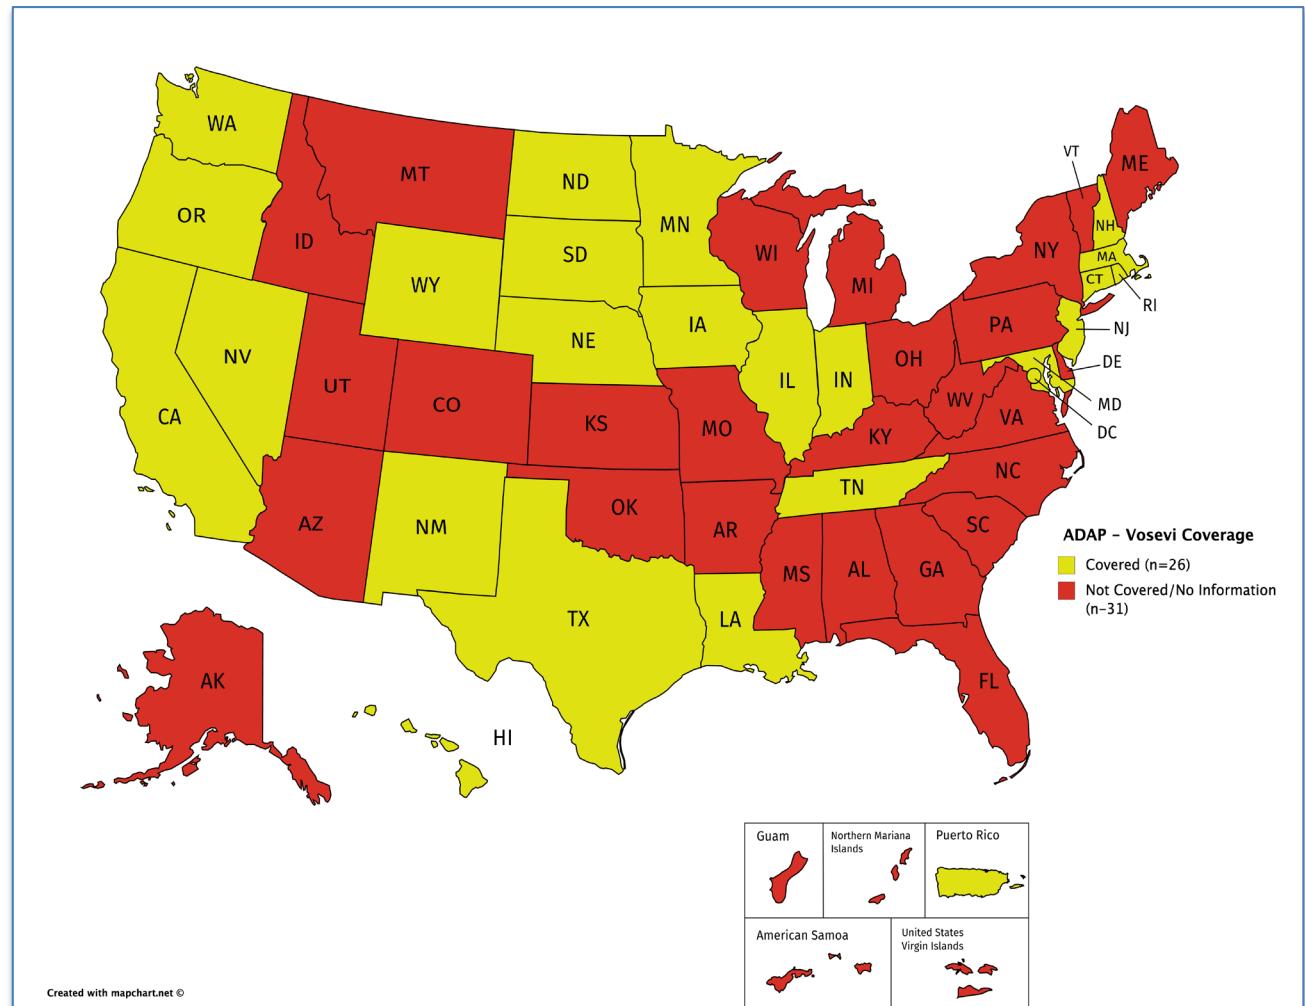 WA
MT
ME
VT
ND
OR
MN
NH
ID
SD
WI
NY
MA
WY
CT
MI
RI
IA
PA
NJ
NE
NV
OH
DE
UT
IL
IN
CO
WV
MD
CA
KS
MO
VA
KY
DC
NC
TN
OK
AZ
NM
AR
SC
ADAP – Vosevi Coverage
Covered (n=26)
MS
AL
GA
Not Covered/No Information
(n–31)
TX
LA
AK
FL
HI
Guam
Northern Mariana
Islands
Puerto Rico
American Samoa
United States
Virgin Islands
Created with mapchart.net ©